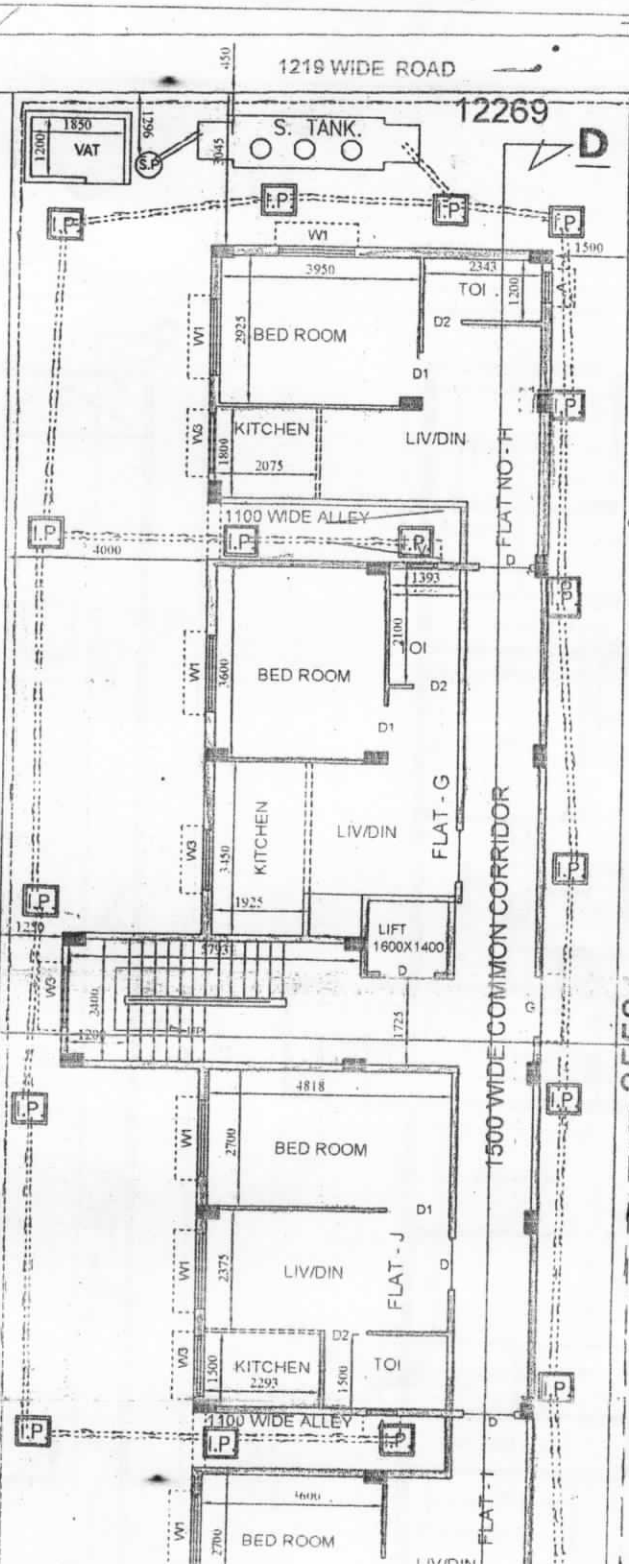 450
1219 WIDE ROAD
12269
1850
1200
VAT
1296
S.P
S. TANK.
3045
D
I.P
I.P
I.P
I.P
W1
1500
3950
2343
TOI
1200
W1
2925
BED ROOM
D2
D1
I.P
W3
KITCHEN
1800
2075
LIV/DIN
FLAT NO - H
1100 WIDE ALLEY
I.P
I.P
I.P
4000
D
1393
I.P
2100
TOI
W1
3600
BED ROOM
D2
D1
W3
3450
KITCHEN
LIV/DIN
FLAT - G
1500 WIDE COMMON CORRIDOR
I.P
I.P
1925
1250
LIFT
1600X1400
D
5793
W3
2400
G
1725
UP
I.P
I.P
4818
W1
2700
BED ROOM
D1
W1
2375
LIV/DIN
FLAT - J
D
D2
W3
1500
KITCHEN
2293
1500
TOI
I.P
1100 WIDE ALLEY
I.P
I.P
I.P
D
3600
W1
2700
BED ROOM
FLAT - I
LIV/DIN